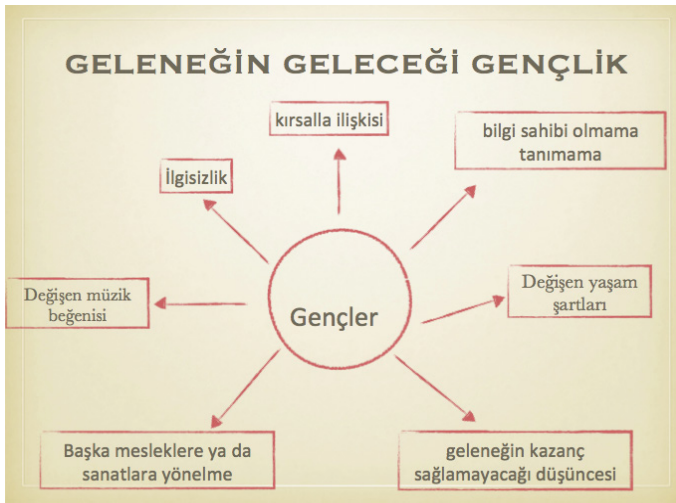 GELENEĞİN GELECEĞİ GENÇLİK
kırsalla ilişkisi
bilgi sahibi olmama
tanımama
İlgisizlik
Değişen müzik
beğenisi
Gençler
Değişen yaşam
şartları
Başka mesleklere ya da
sanatlara yönelme
geleneğin kazanç
sağlamayacağı düşüncesi